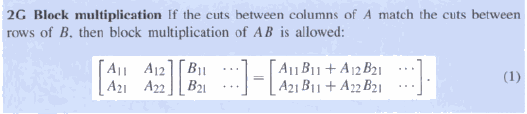 2G Block multiplication If the cuts between columns of A match the cuts between
rows of B, then block multiplication of AB is allowed:
[ A11 A12 ] [ B11 ··· ] = [ A11B11 + A12B21 ··· ] . (1)
[ A21 A22 ] [ B21 ··· ] [ A21B11 + A22B21 ··· ]